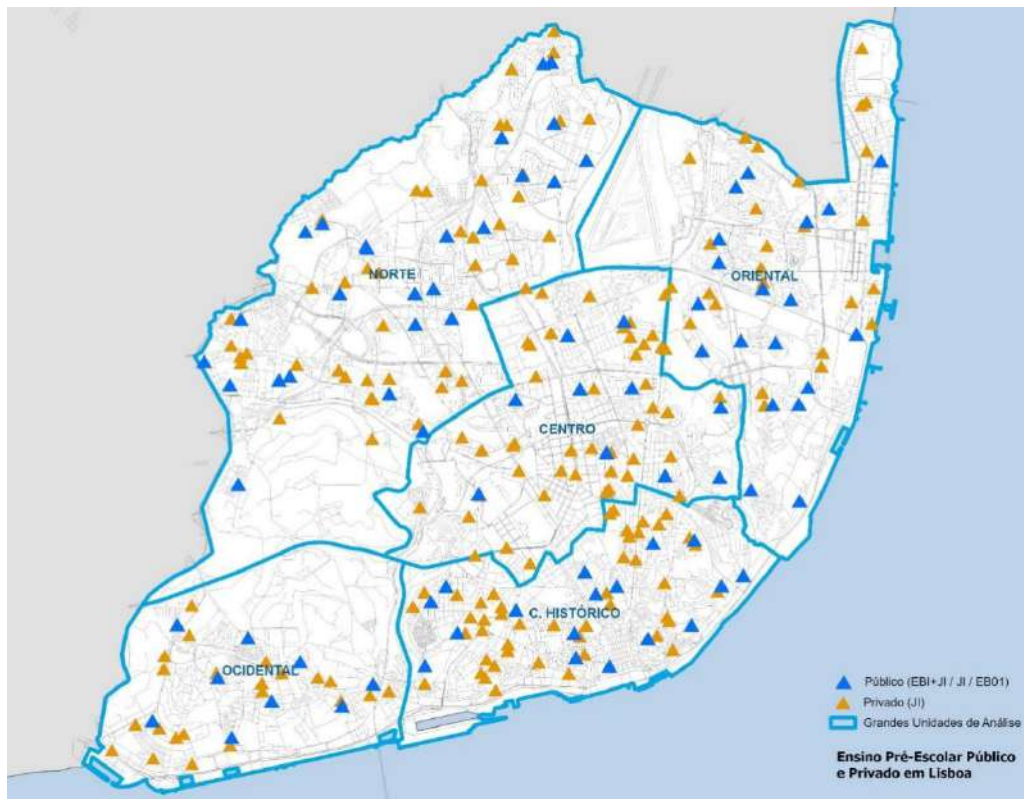 NORTE
ORIENTAL
CENTRO
C. HISTÓRICO
OCIDENTAL
Público (EBI+JI / JI / EB01)
Privado (JI)
Grandes Unidades de Análise
Ensino Pré-Escolar Público
e Privado em Lisboa